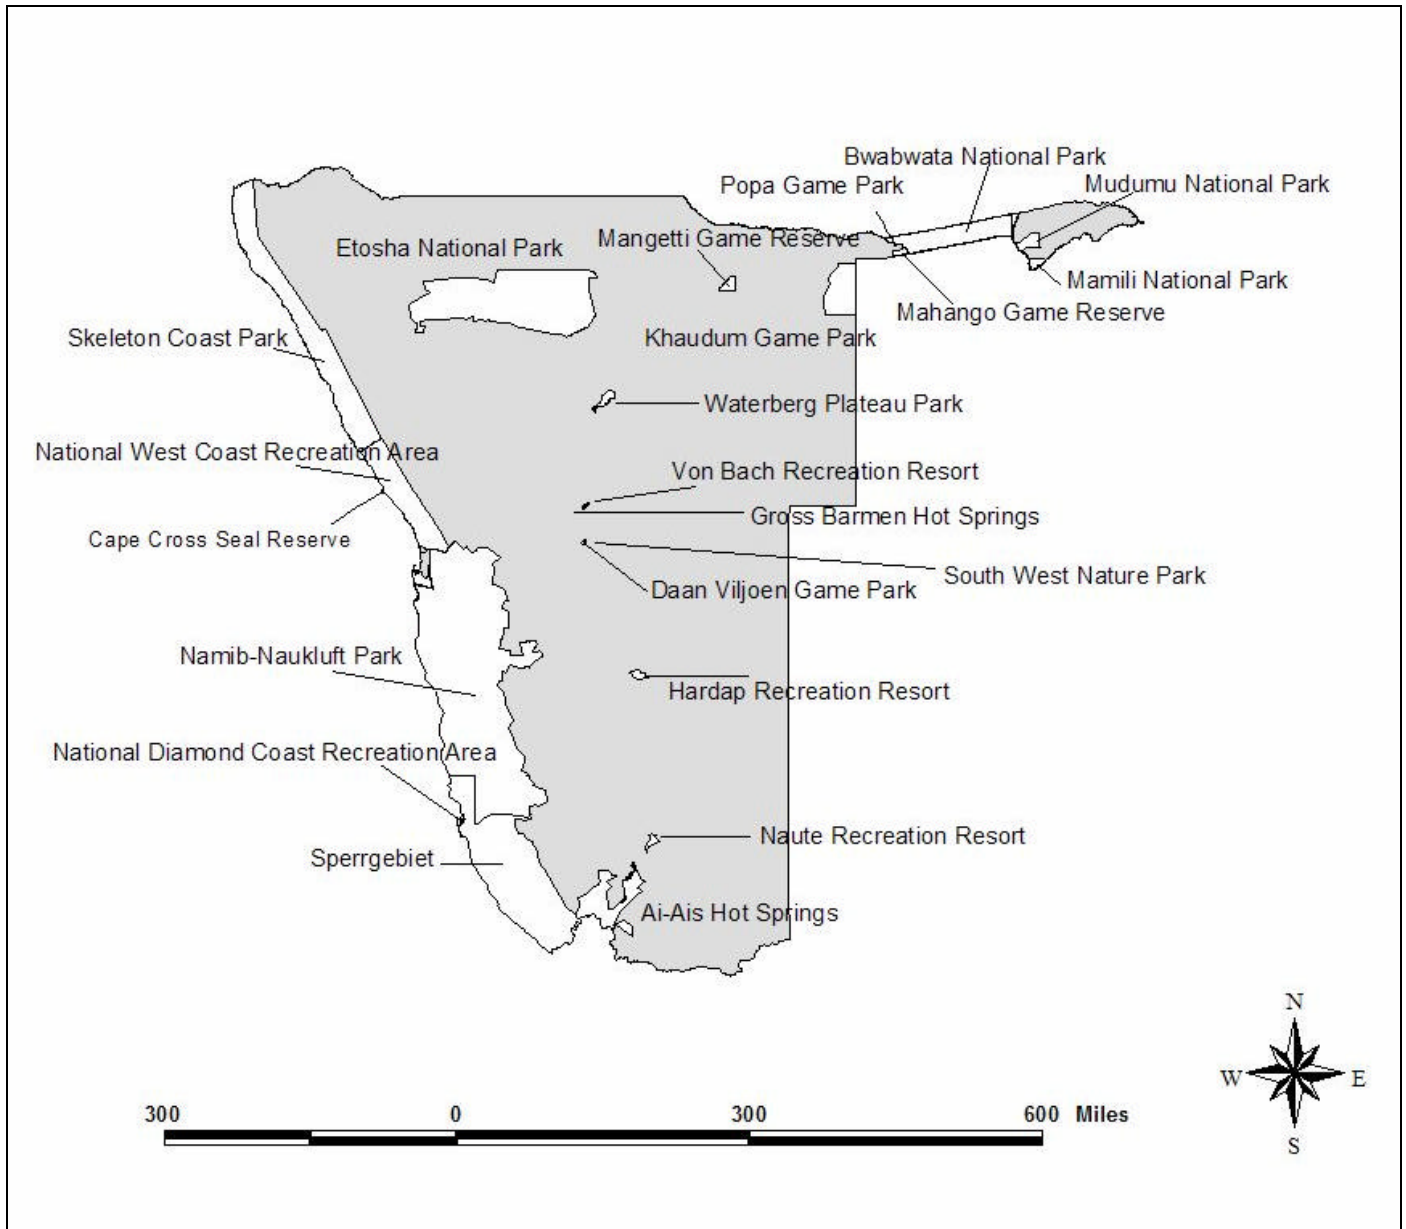 Bwabwata National Park
Popa Game Park
Mudumu National Park
Mangetti Game Reserve
Etosha National Park
Mamili National Park
Mahango Game Reserve
Skeleton Coast Park
Khaudum Game Park
Waterberg Plateau Park
National West Coast Recreation Area
Von Bach Recreation Resort
Gross Barmen Hot Springs
Cape Cross Seal Reserve
South West Nature Park
Daan Viljoen Game Park
Namib-Naukluft Park
Hardap Recreation Resort
National Diamond Coast Recreation Area
Naute Recreation Resort
Sperrgebiet
Ai-Ais Hot Springs
N
W E
S
300 0 300 600 Miles